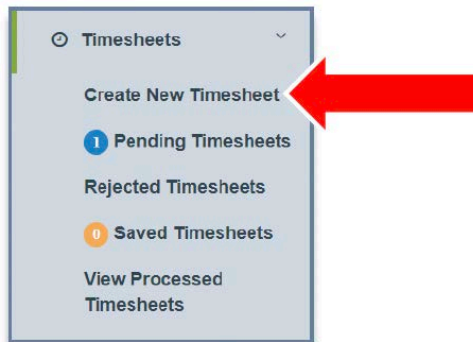 Timesheets
Create New Timesheet
1 Pending Timesheets
Rejected Timesheets
0 Saved Timesheets
View Processed
Timesheets